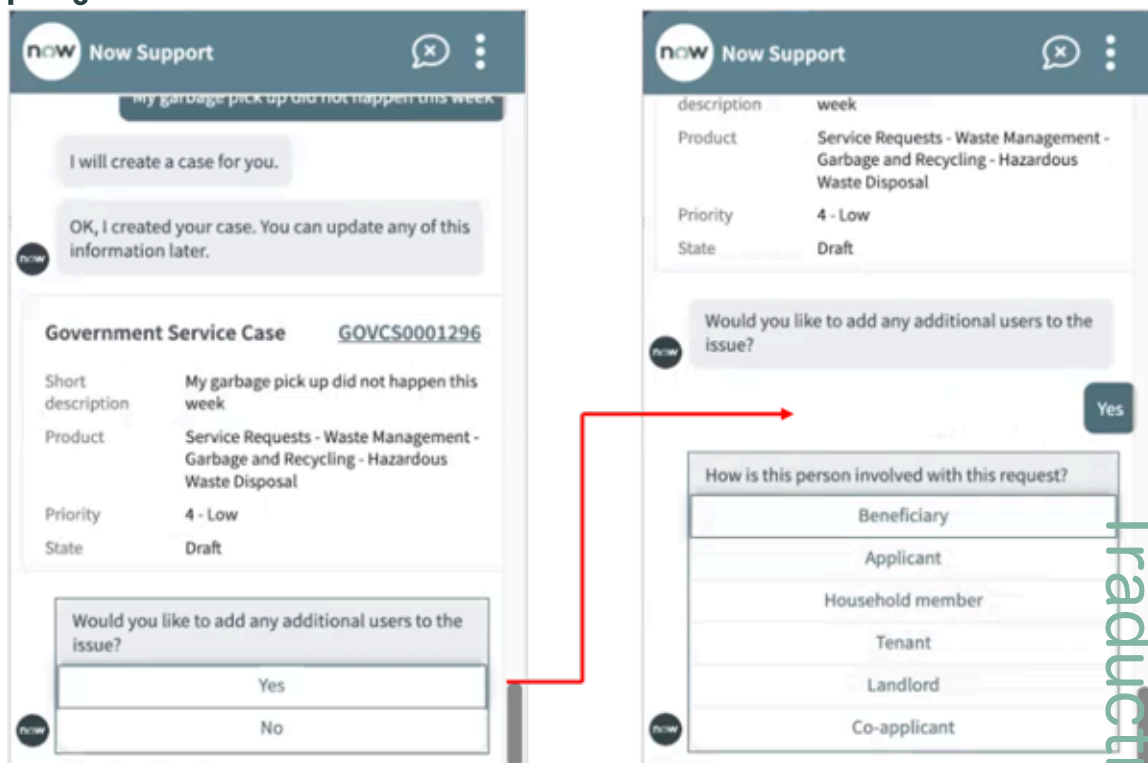 now Now Support
My garbage pick up did not happen this week
I will create a case for you.
OK, I created your case. You can update any of this
information later.
now
Government Service Case GOVCS0001296
Short
description
My garbage pick up did not happen this
week
Product
Service Requests - Waste Management -
Garbage and Recycling - Hazardous
Waste Disposal
Priority 4 - Low
State Draft
Would you like to add any additional users to the
issue?
Yes
No
now
now Now Support
description week
Product
Service Requests - Waste Management -
Garbage and Recycling - Hazardous
Waste Disposal
Priority 4 - Low
State Draft
Would you like to add any additional users to the
issue?
now
Yes
How is this person involved with this request?
Beneficiary
Applicant
Household member
Tenant
Landlord
Co-applicant
now